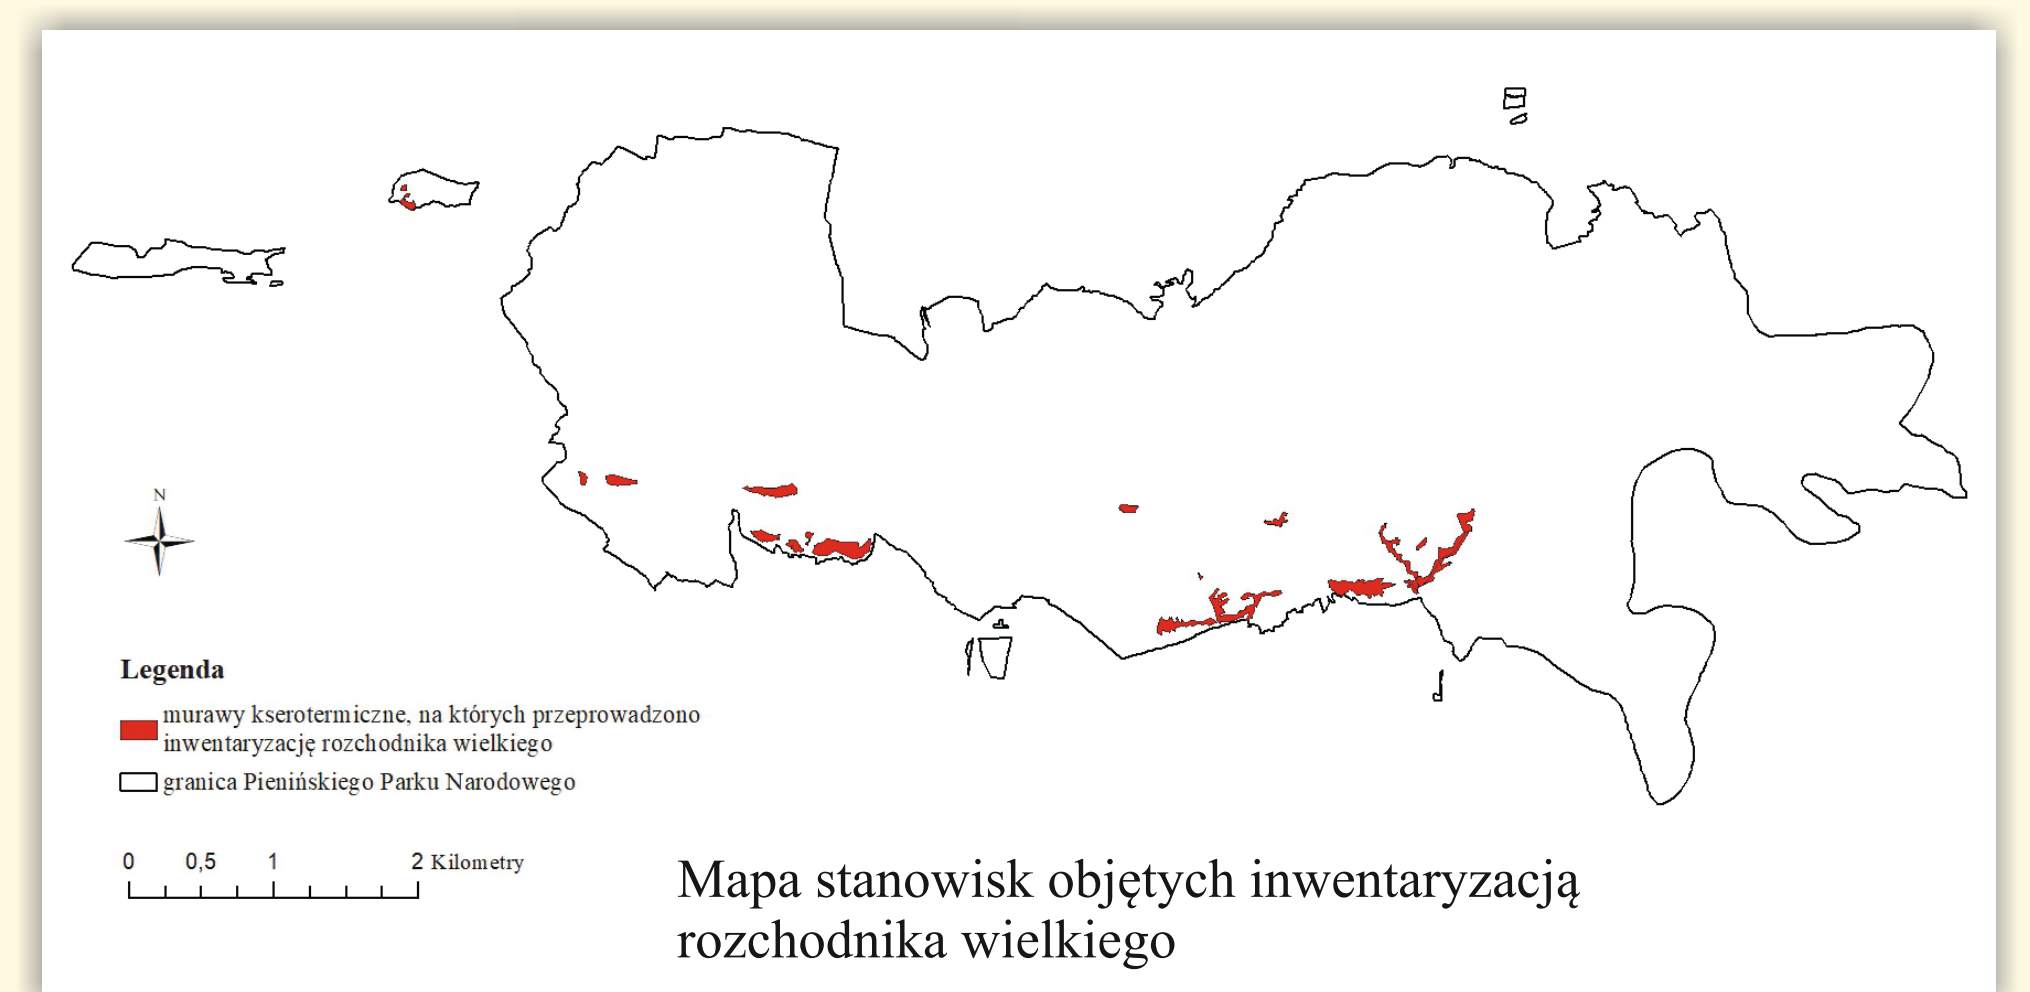 N
Legenda
murawy kserotermiczne, na których przeprowadzono
inwentaryzację rozchodnika wielkiego
granica Pienińskiego Parku Narodowego
0 0,5 1 2 Kilometry
Mapa stanowisk objętych inwentaryzacją
rozchodnika wielkiego